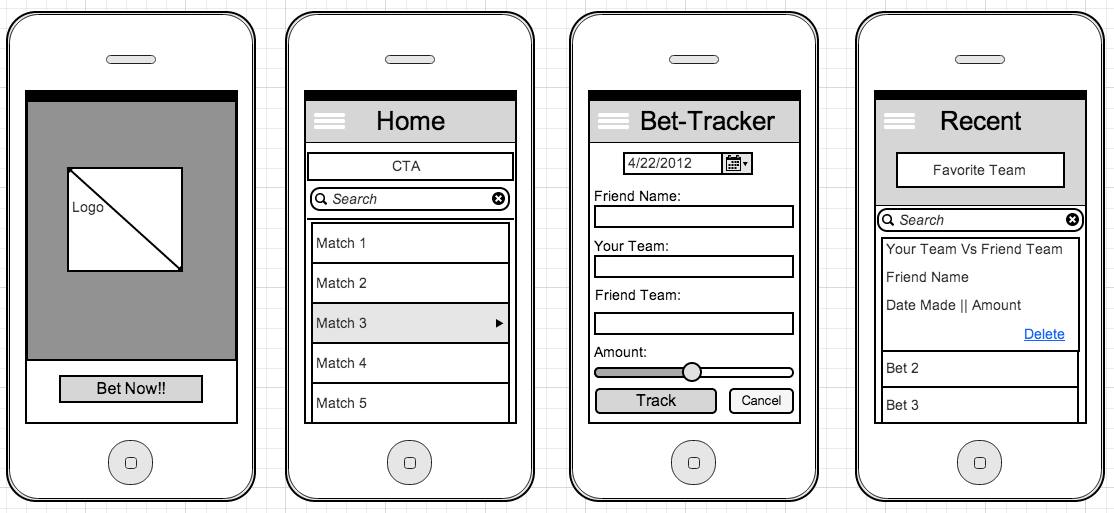 Logo
Bet Now!!
Home
CTA
Search
Match 1
Match 2
Match 3
Match 4
Match 5
Bet-Tracker
4/22/2012
Friend Name:
Your Team:
Friend Team:
Amount:
Track Cancel
Recent
Favorite Team
Search
Your Team Vs Friend Team
Friend Name
Date Made || Amount
Delete
Bet 2
Bet 3